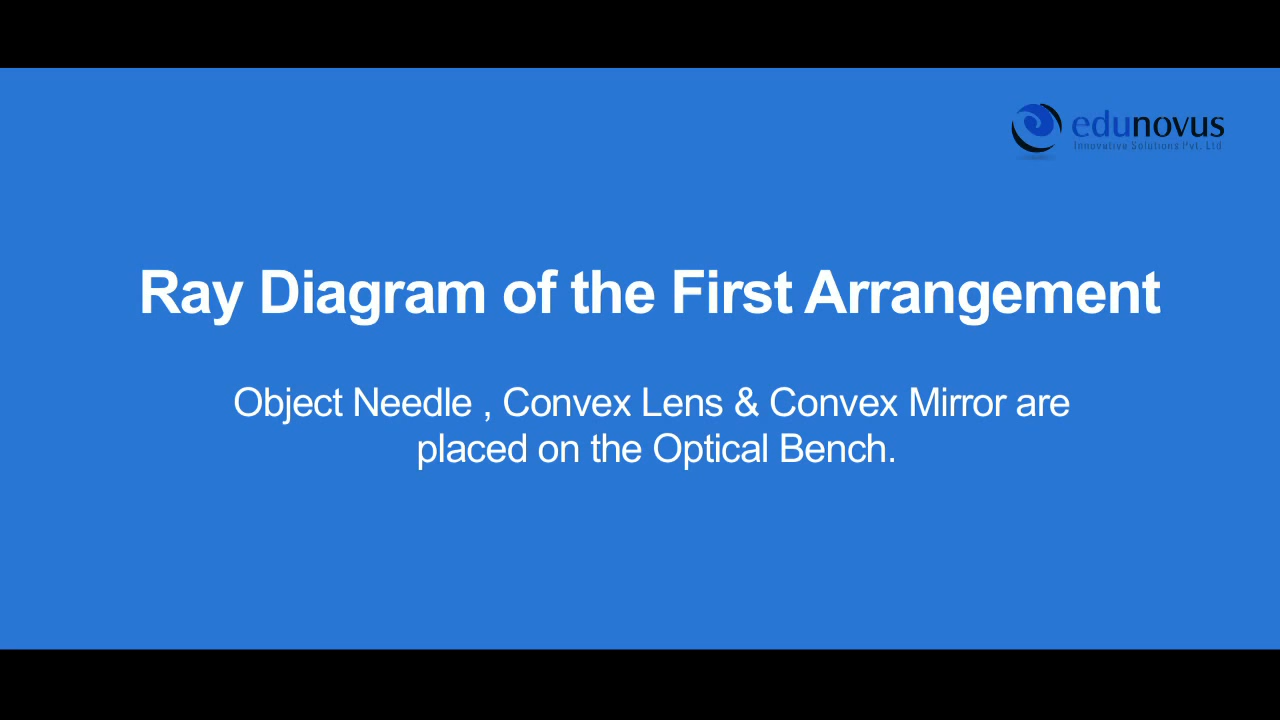 edunovus
Innovative Solutions Pvt. Ltd
Ray Diagram of the First Arrangement
Object Needle , Convex Lens & Convex Mirror are
placed on the Optical Bench.